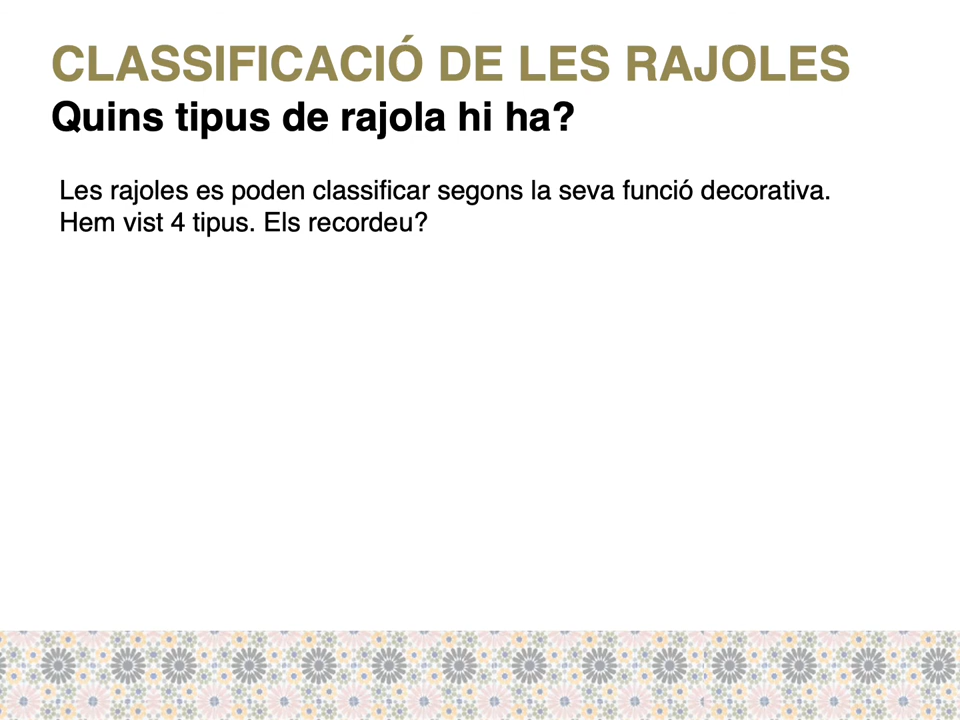 CLASSIFICACIÓ DE LES RAJOLES
Quins tipus de rajola hi ha?
Les rajoles es poden classificar segons la seva funció decorativa.
Hem vist 4 tipus. Els recordeu?